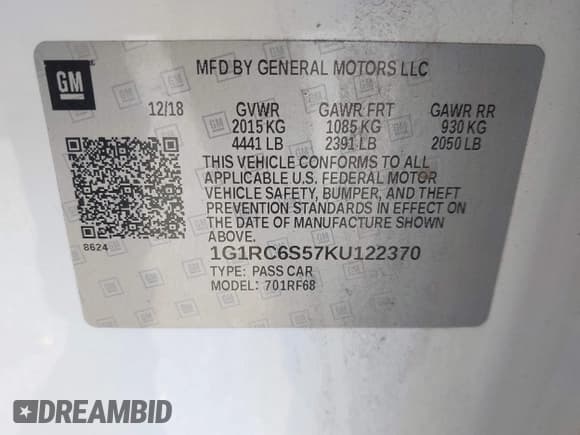 GM
MFD BY GENERAL MOTORS LLC
12/18 GVWR GAWR FRT GAWR RR
2015 KG 1085 KG 930 KG
4441 LB 2391 LB 2050 LB
THIS VEHICLE CONFORMS TO ALL
APPLICABLE U.S. FEDERAL MOTOR
VEHICLE SAFETY, BUMPER, AND THEFT
PREVENTION STANDARDS IN EFFECT ON
THE DATE OF MANUFACTURE SHOWN
ABOVE.
8624
1G1RC6S57KU122370
TYPE: PASS CAR
MODEL: 701RF68
DREAMBID